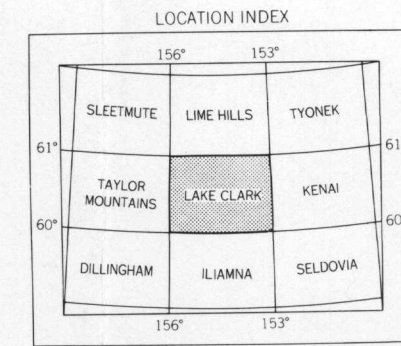 LOCATION INDEX
156° 153°
SLEETMUTE LIME HILLS TYONEK
61° 61
TAYLOR
MOUNTAINS LAKE CLARK KENAI
60° 60
DILLINGHAM ILIAMNA SELDOVIA
156° 153°